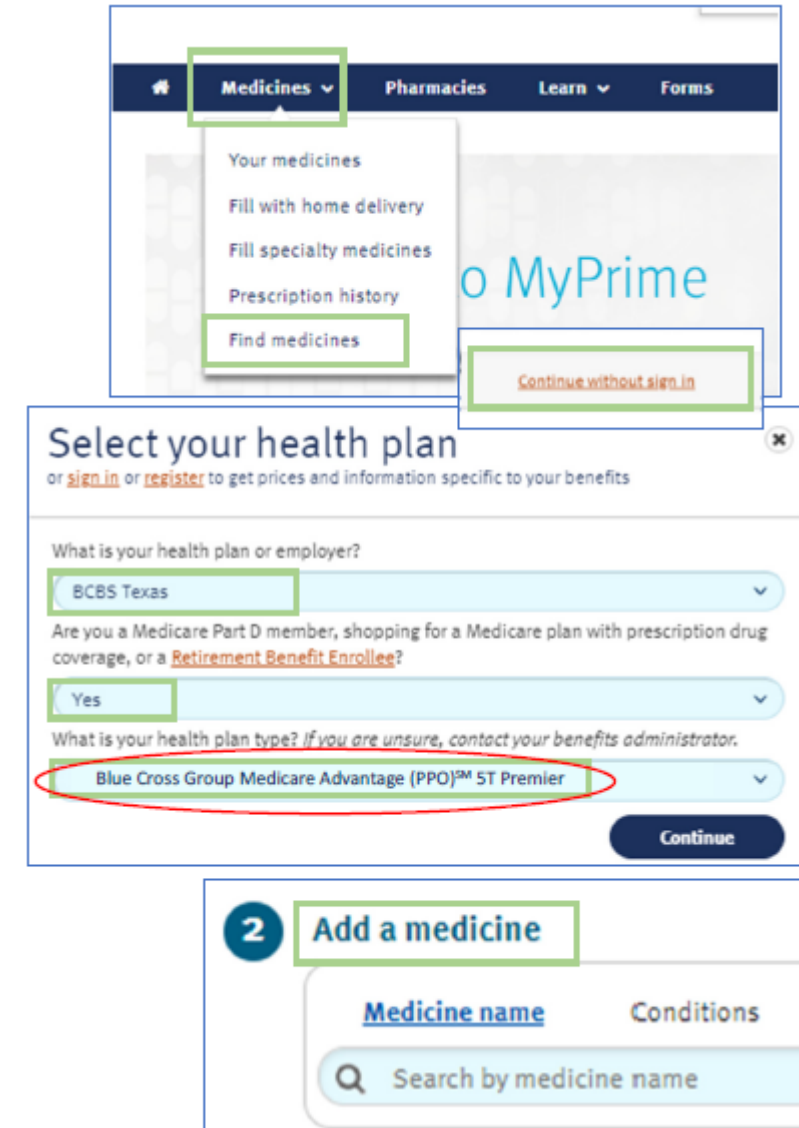 Medicines Pharmacies Learn Forms
Your medicines
Fill with home delivery
Fill specialty medicines
Prescription history
Find medicines
o MyPrime
Continue without sign in
Select your health plan
or sign in or register to get prices and information specific to your benefits
What is your health plan or employer?
BCBS Texas
Are you a Medicare Part D member, shopping for a Medicare plan with prescription drug
coverage, or a Retirement Benefit Enrollee?
Yes
What is your health plan type? If you are unsure, contact your benefits administrator.
Blue Cross Group Medicare Advantage (PPO)℠ 5T Premier
Continue
2 Add a medicine
Medicine name Conditions
Search by medicine name